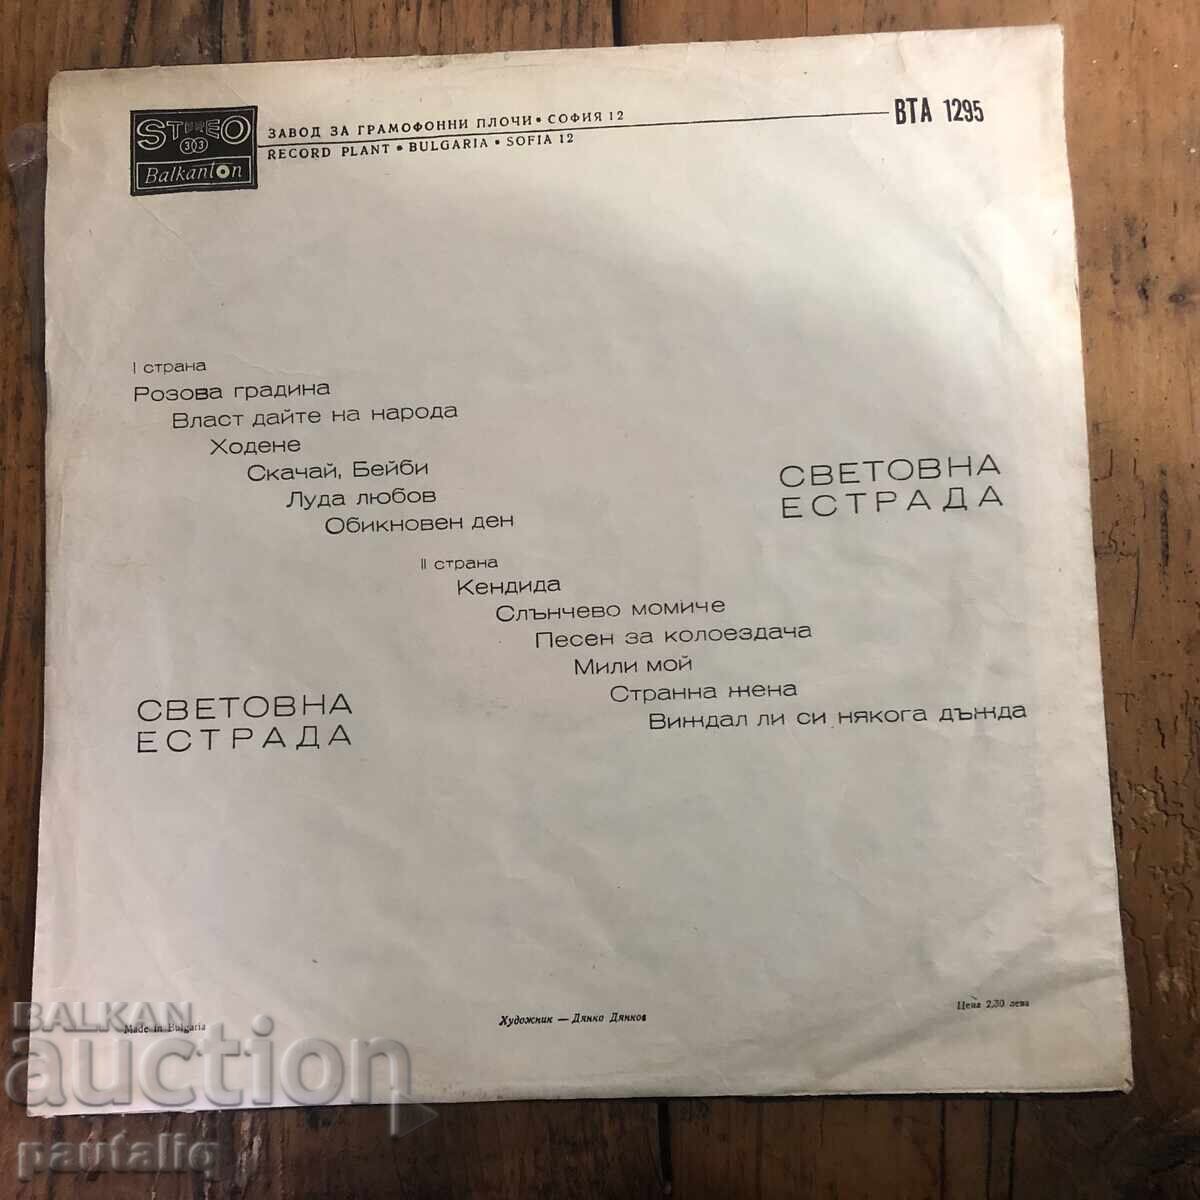 STEREO
33
Balkanton
ЗАВОД ЗА ГРАМОФОННИ ПЛОЧИ • СОФИЯ 12
RECORD PLANT • BULGARIA • SOFIA 12
ВТА 1295
I страна
Розова градина
Власт дайте на народа
Ходене
Скачай, Бейби
Луда любов
Обикновен ден
СВЕТОВНА
ЕСТРАДА
II страна
Кендида
Слънчево момиче
Песен за колоездача
Мили мой
Странна жена
Виждал ли си някога дъжда
СВЕТОВНА
ЕСТРАДА
Made in Bulgaria
Художник — Дянко Дянков
Цена 2,30 лева
BALKAN
auction
pautaliq